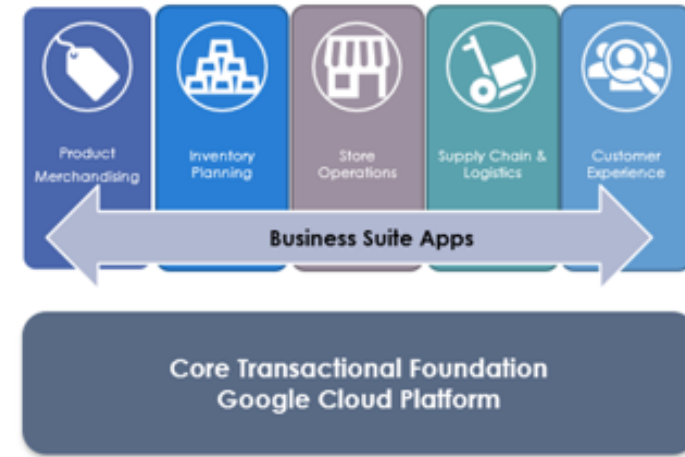 Product
Merchandising
Inventory
Planning
Store
Operations
Supply Chain &
Logistics
Customer
Experience
Business Suite Apps
Core Transactional Foundation
Google Cloud Platform